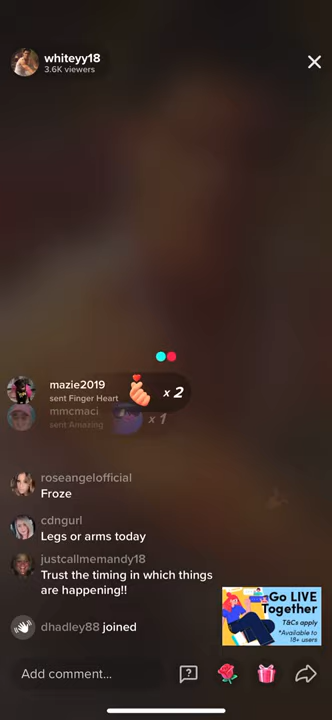 whiteyy18
3.6K viewers
mazie2019
sent Finger Heart
x 2
mmcmaci
sent Amazing
x 1
roseangelofficial
Froze
cdngurl
Legs or arms today
justcallmemandy18
Trust the timing in which things
are happening!!
Go LIVE
Together
T&Cs apply
*Available to
18+ users
dhadley88 joined
Add comment...